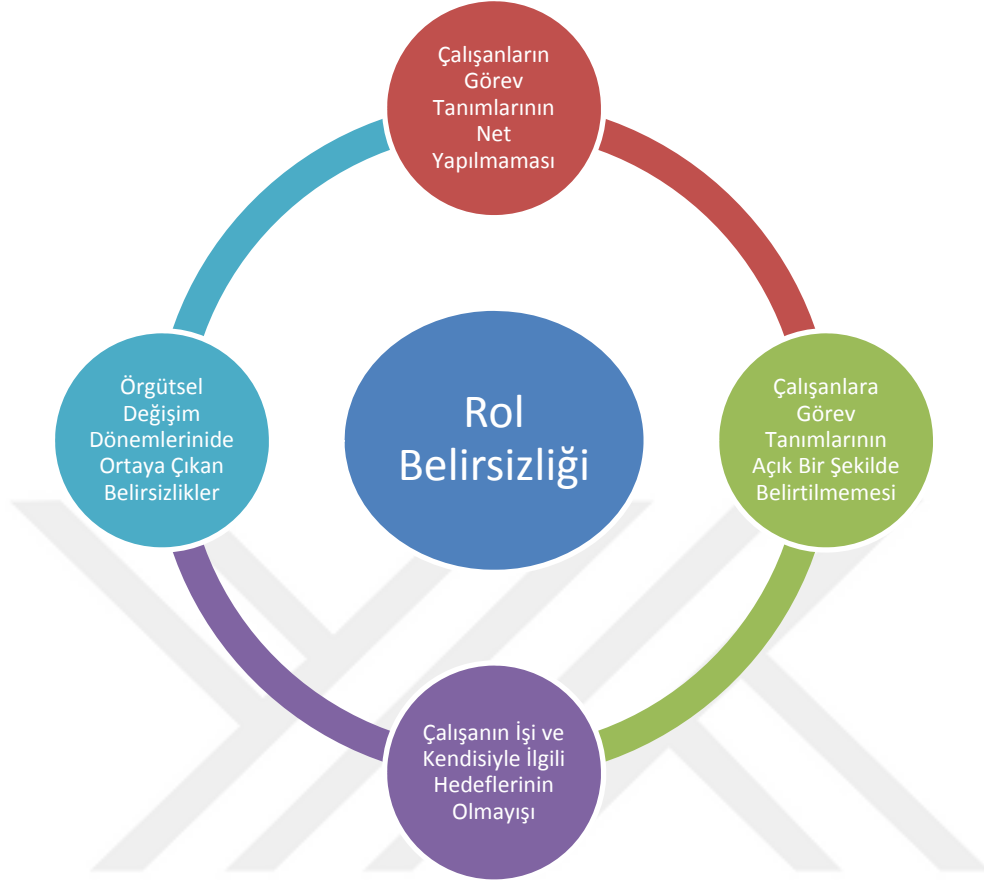 Çalışanların
Görev
Tanımlarının
Net
Yapılmaması
Örgütsel
Değişim
Dönemlerinide
Ortaya Çıkan
Belirsizlikler
Rol
Belirsizliği
Çalışanlara
Görev
Tanımlarının
Açık Bir Şekilde
Belirtilmemesi
Çalışanın İşi ve
Kendisiyle İlgili
Hedeflerinin
Olmayışı